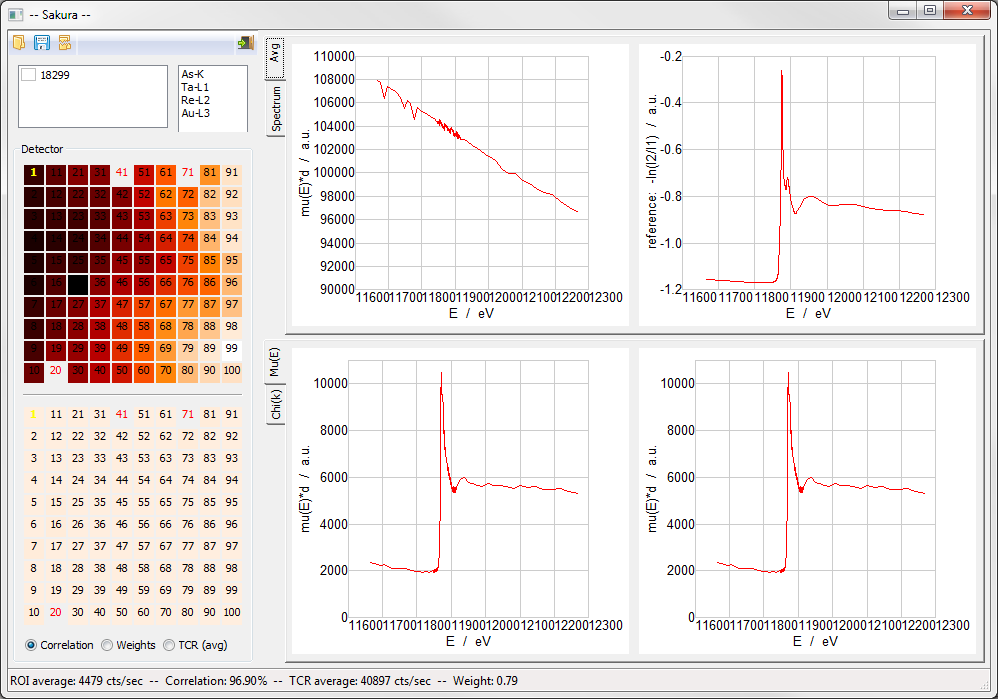 -- Sakura --
18299
As-K
Ta-L1
Re-L2
Au-L3
Detector
1 11 21 31 41 51 61 71 81 91
2 12 22 32 42 52 62 72 82 92
3 13 23 33 43 53 63 73 83 93
4 14 24 34 44 54 64 74 84 94
5 15 25 35 45 55 65 75 85 95
6 16 36 46 56 66 76 86 96
7 17 27 37 47 57 67 77 87 97
8 18 28 38 48 58 68 78 88 98
9 19 29 39 49 59 69 79 89 99
10 20 30 40 50 60 70 80 90 100
1 11 21 31 41 51 61 71 81 91
2 12 22 32 42 52 62 72 82 92
3 13 23 33 43 53 63 73 83 93
4 14 24 34 44 54 64 74 84 94
5 15 25 35 45 55 65 75 85 95
6 16 26 36 46 56 66 76 86 96
7 17 27 37 47 57 67 77 87 97
8 18 28 38 48 58 68 78 88 98
9 19 29 39 49 59 69 79 89 99
10 20 30 40 50 60 70 80 90 100
Correlation Weights TCR (avg)
Avg
Spectrum
mu(E)*d / a.u.
110000
108000
106000
104000
102000
100000
98000
96000
94000
92000
90000
11600 11700 11800 11900 12000 12100 12200 12300
E / eV
reference: -ln(I2/I1) / a.u.
-0.2
-0.4
-0.6
-0.8
-1.0
-1.2
11600 11700 11800 11900 12000 12100 12200 12300
E / eV
Mu(E)
Chi(k)
mu(E)*d / a.u.
10000
8000
6000
4000
2000
0
11600 11700 11800 11900 12000 12100 12200 12300
E / eV
mu(E)*d / a.u.
10000
8000
6000
4000
2000
0
11600 11700 11800 11900 12000 12100 12200 12300
E / eV
ROI average: 4479 cts/sec -- Correlation: 96.90% -- TCR average: 40897 cts/sec -- Weight: 0.79